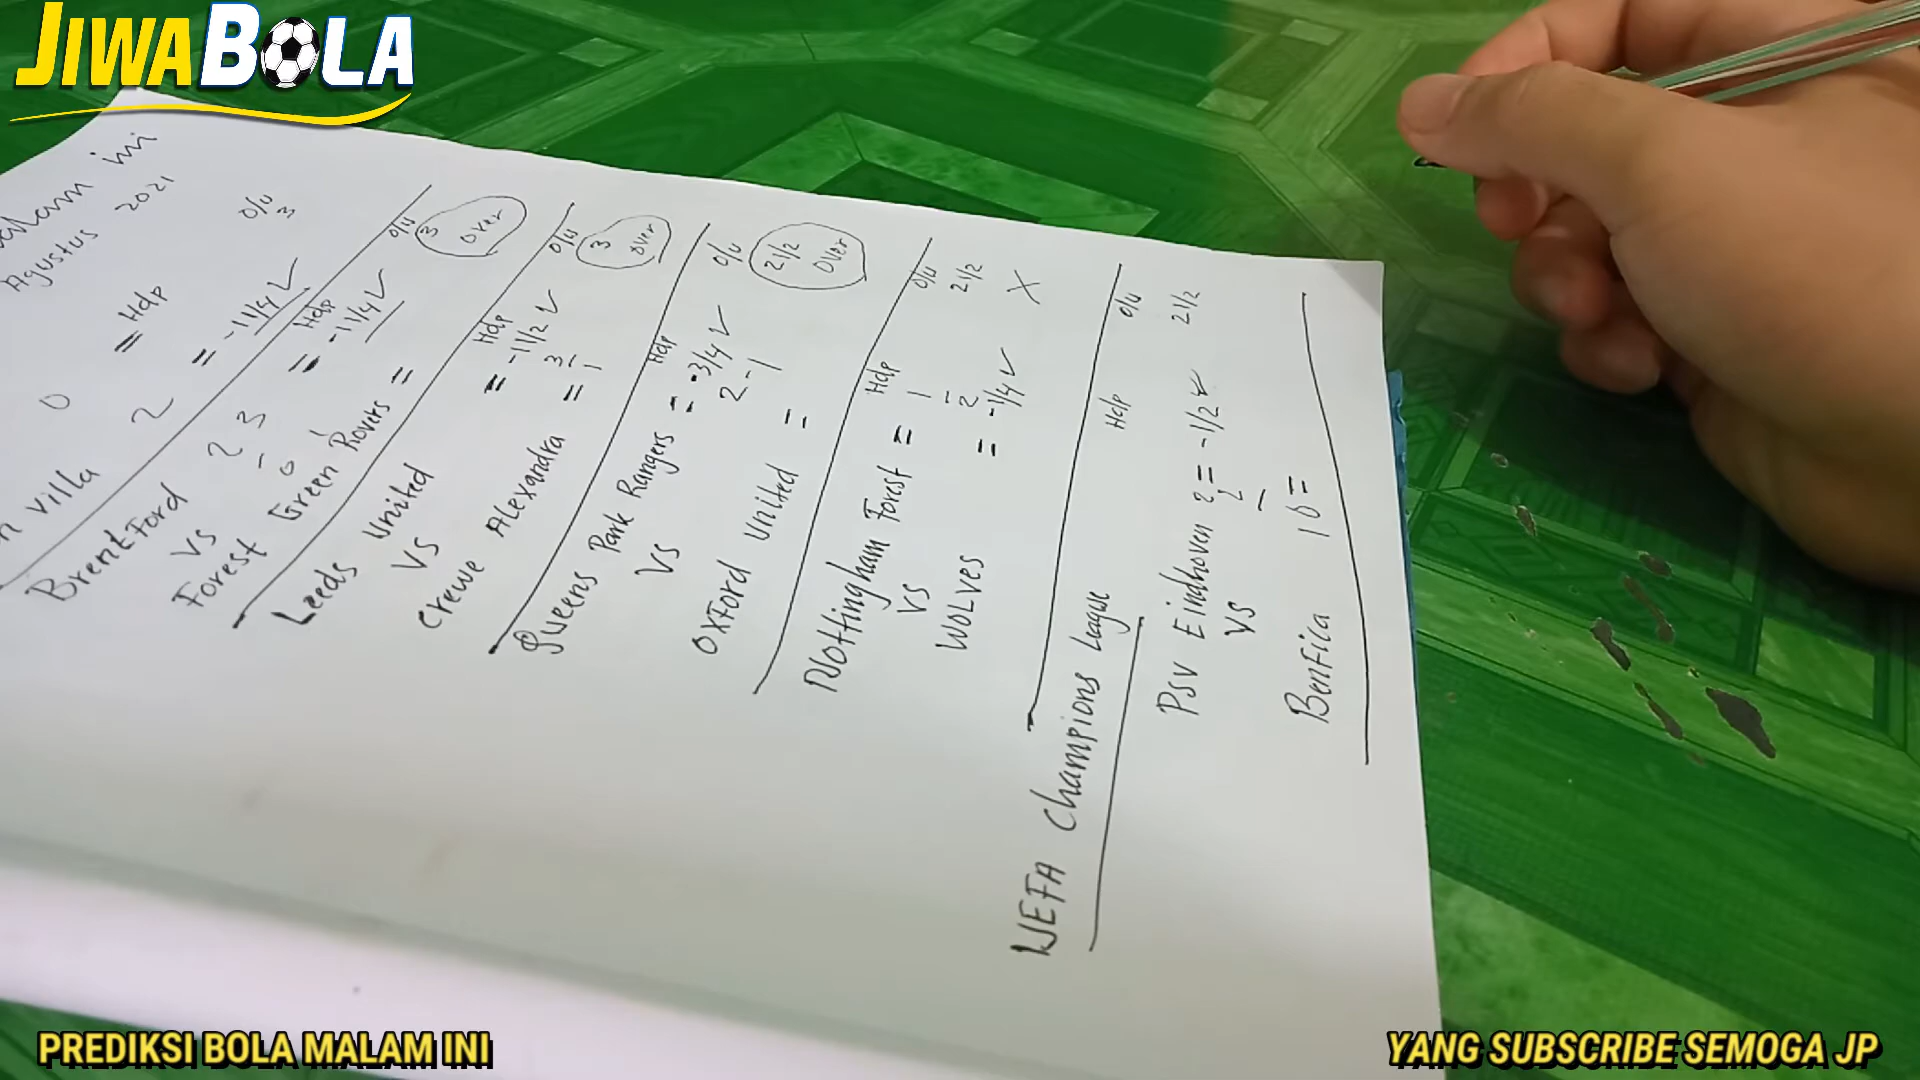 JIWABOLA
malam ini
Agustus 2021
Hdp
O/U
3
0
=
n Villa
2
= -1 1/4 ✓
Hdp
O/U
Brentford
= -1 1/4 ✓
3 over
VS
Forest Green Rovers =
Hdp
O/U
Leeds United
= -1 1/2 ✓
3 over
VS
3 - 1
Crewe Alexandra =
Hdp
O/U
Queens Park Rangers = -3/4 ✓
2 1/2 over
VS
2 - 1
Oxford United =
Hdp
O/U
Nottingham Forest = 1
2 1/2
VS
-
X
Wolves
2
= -1/4 ✓
UEFA Champions League
Hdp
O/U
PSV Eindhoven
= -1/2 ✓
2 1/2
VS
Benfica
=
PREDIKSI BOLA MALAM INI
YANG SUBSCRIBE SEMOGA JP